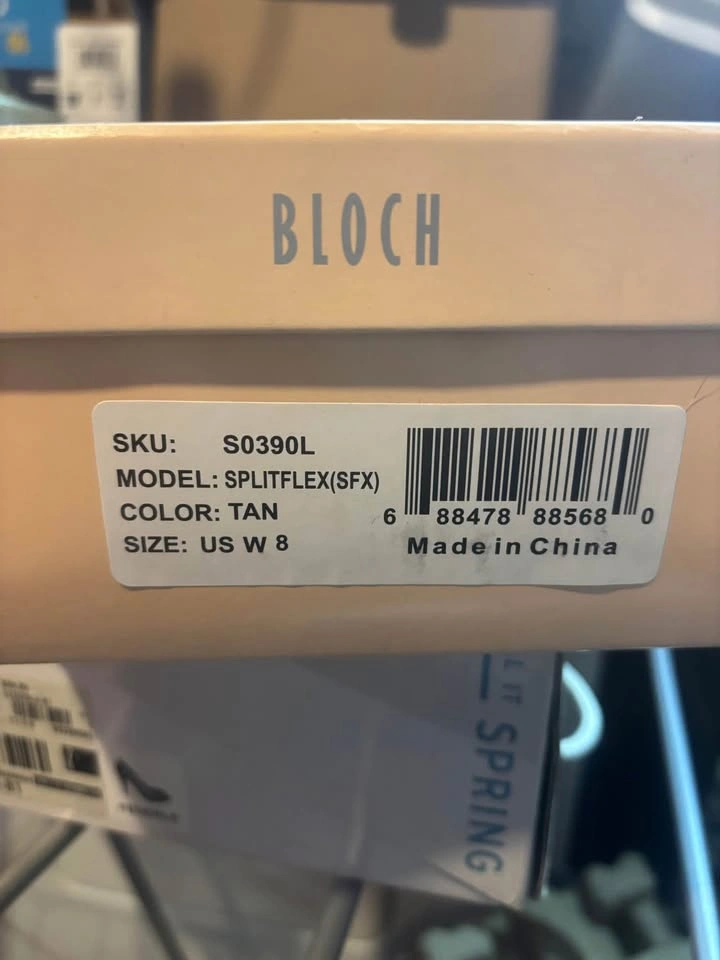 BLOCH
SKU: S0390L
MODEL: SPLITFLEX(SFX)
COLOR: TAN
SIZE: US W 8
6 88478 88568 0
Made in China
L IT SPRING